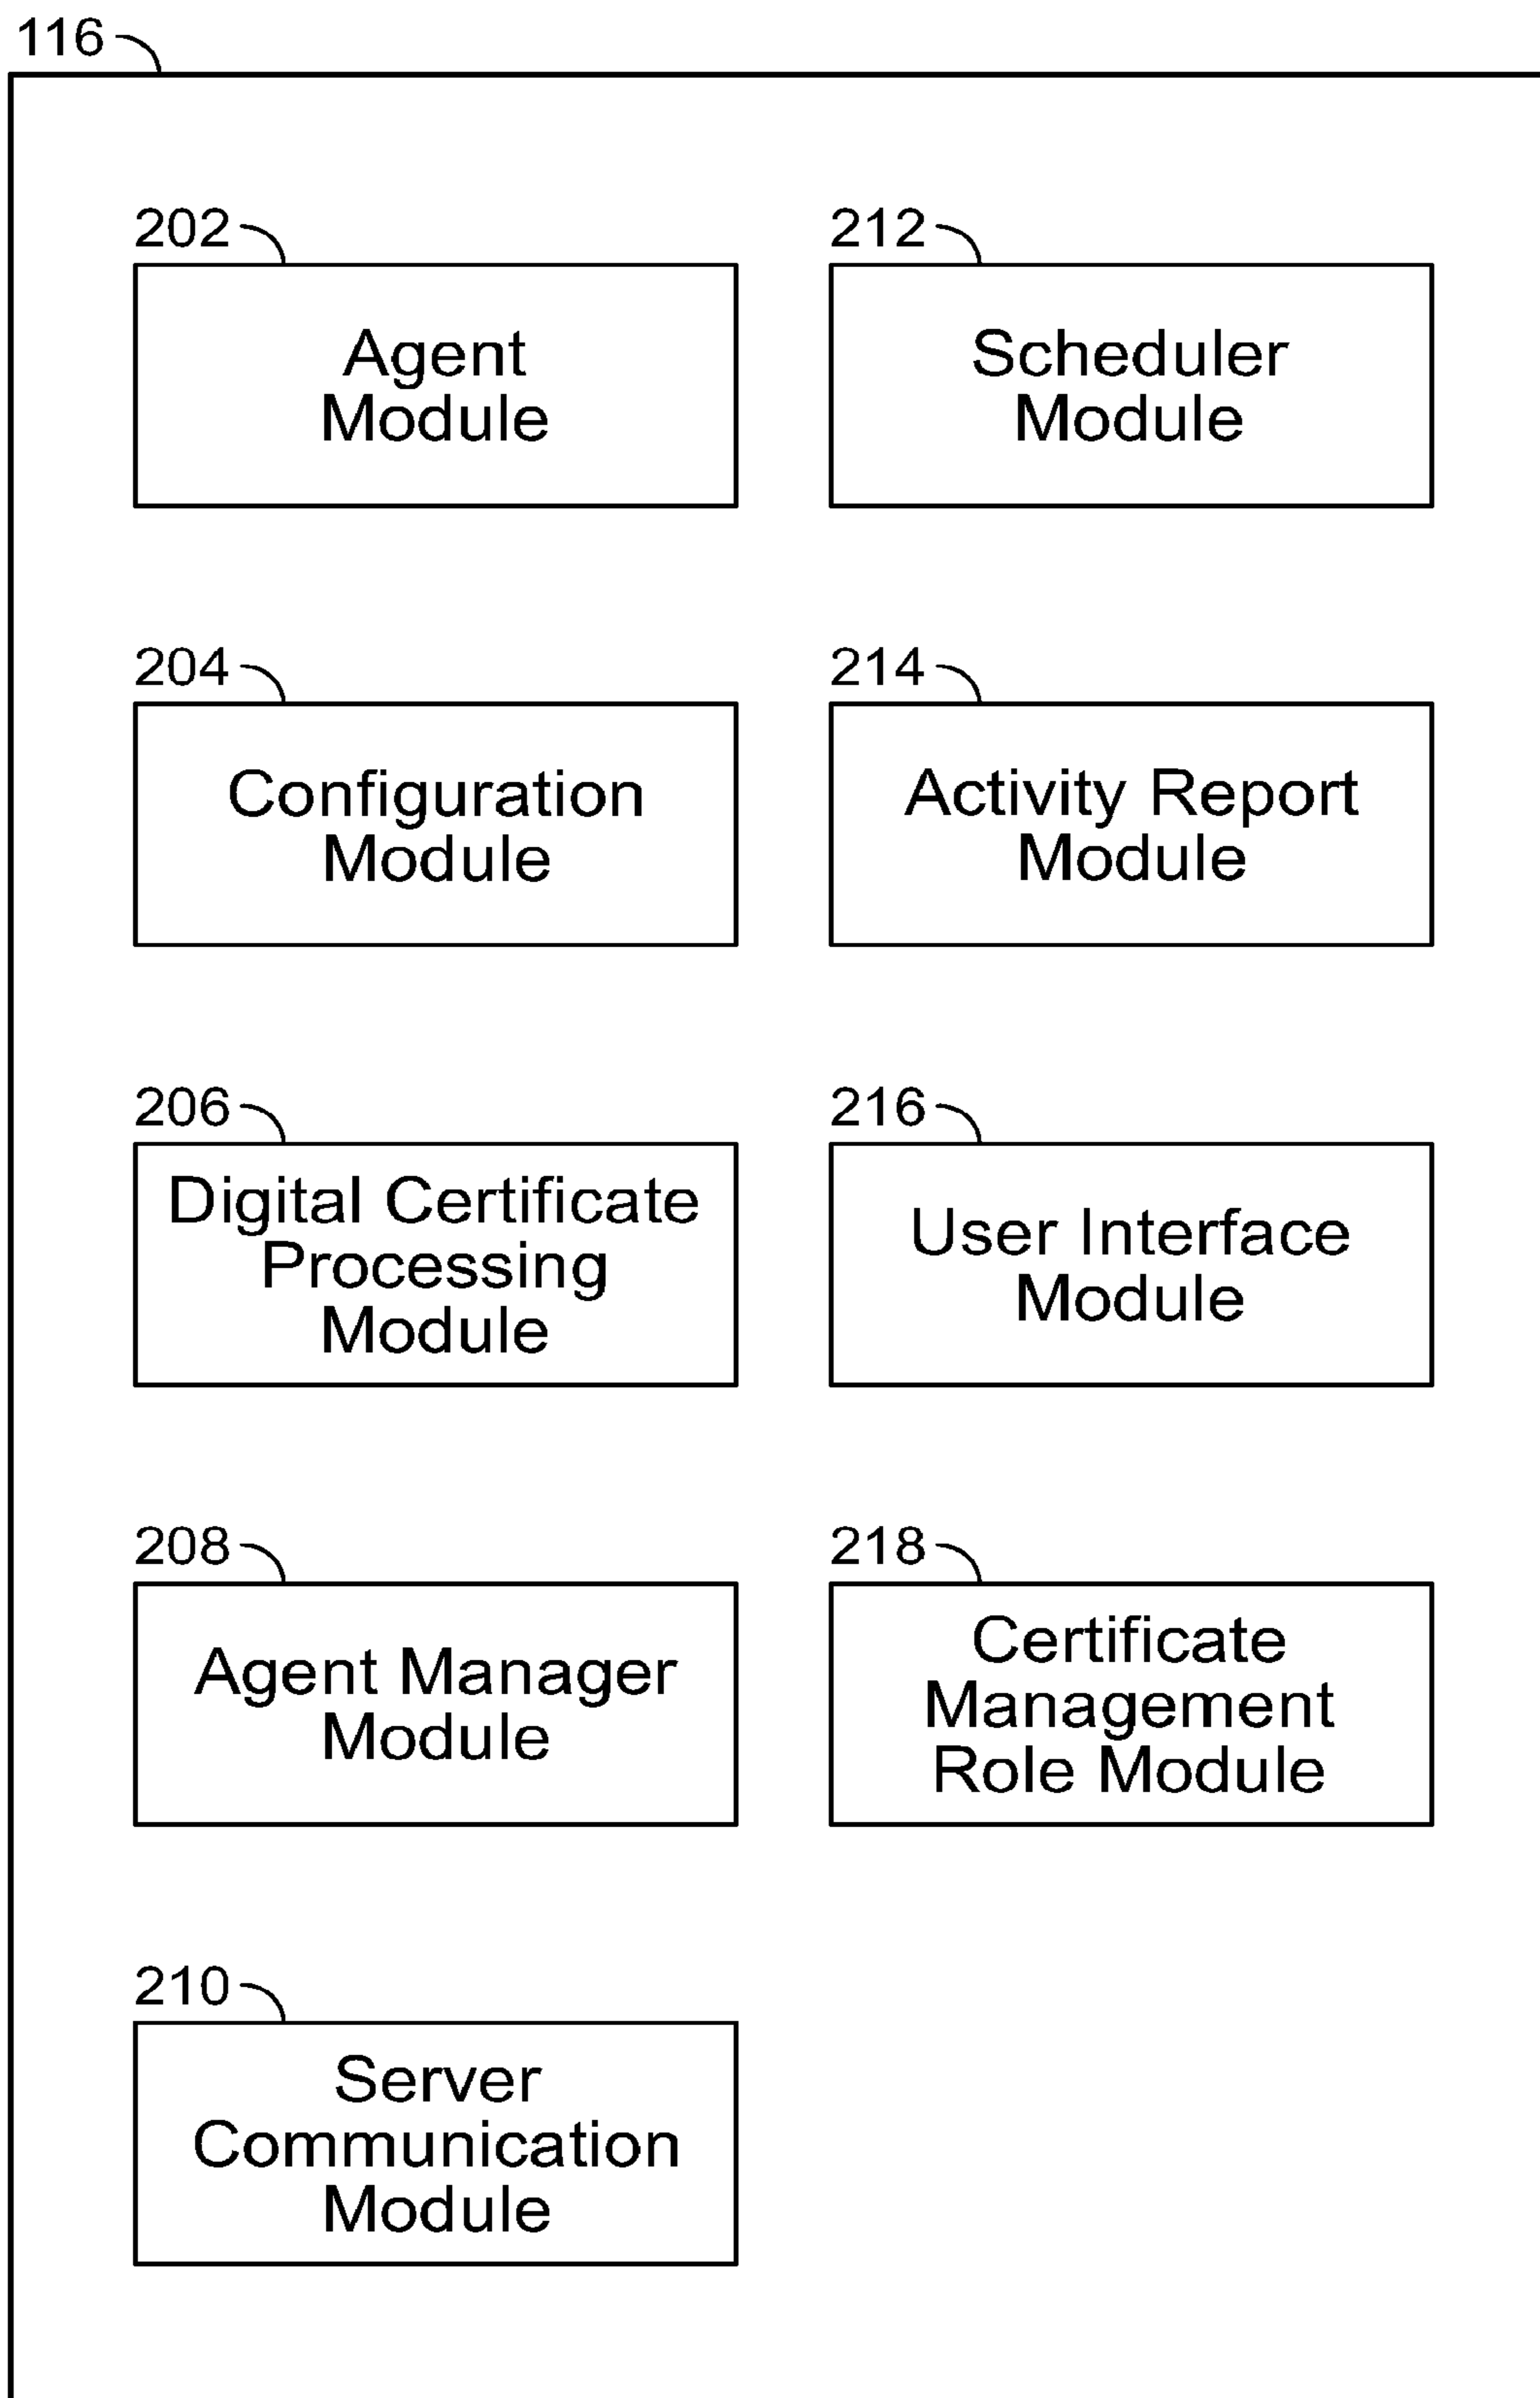 116
202
Agent
Module
212
Scheduler
Module
204
Configuration
Module
214
Activity Report
Module
206
Digital Certificate
Processing
Module
216
User Interface
Module
208
Agent Manager
Module
218
Certificate
Management
Role Module
210
Server
Communication
Module